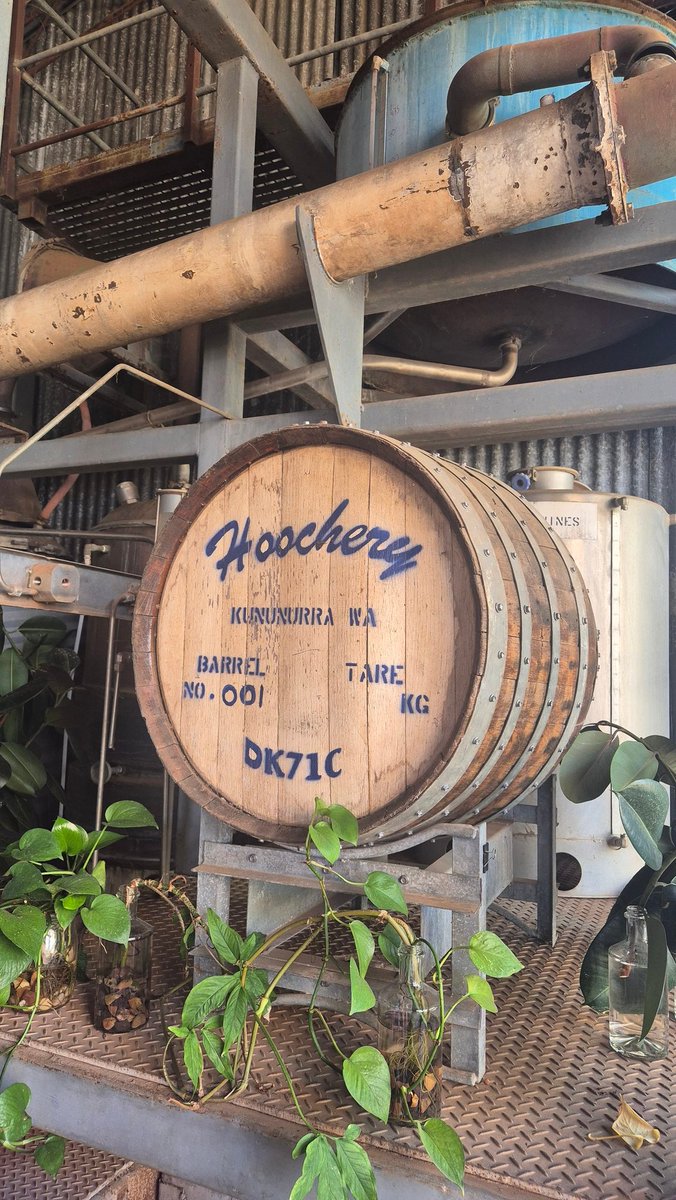 Hoochery
KUNUNURRA WA
BARREL TARE
NO. 001 KG
DK71C